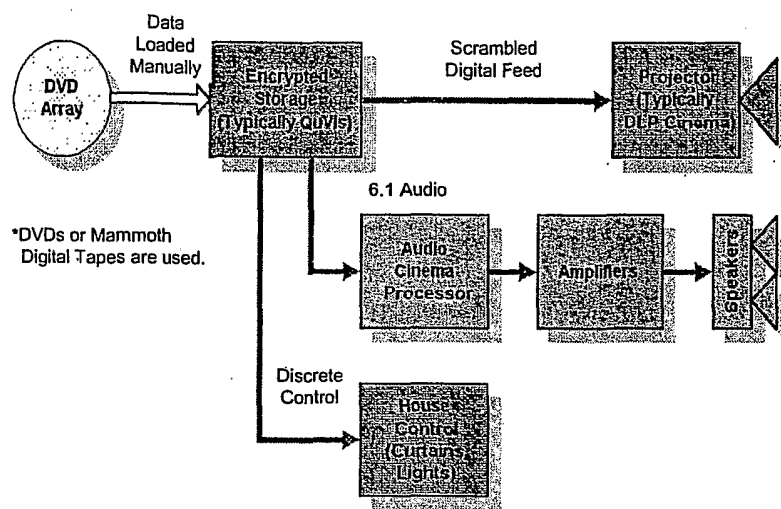 Data
Loaded
Manually
DVD
Array
Encrypted
Storage
(Typically QuVIs)
Scrambled
Digital Feed
Projector
(Typically
DLP Cinema)
6.1 Audio
*DVDs or Mammoth
Digital Tapes are used.
Audio
Cinema
Processor
Amplifiers
speakers
Discrete
Control
House
Control
(Curtains,
Lights)